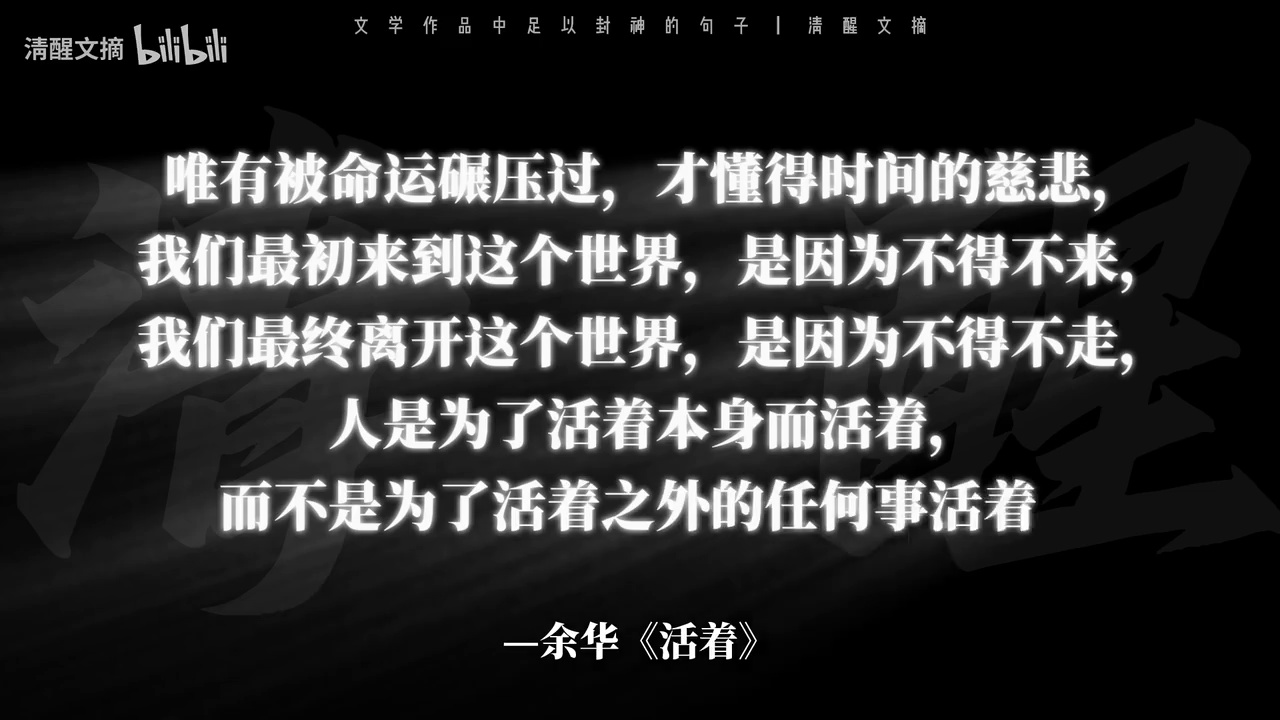 文学作品中足以封神的句子 | 清醒文摘
清醒文摘 bilibili
清醒
唯有被命运碾压过，才懂得时间的慈悲，
我们最初来到这个世界，是因为不得不来，
我们最终离开这个世界，是因为不得不走，
人是为了活着本身而活着，
而不是为了活着之外的任何事活着
—余华《活着》